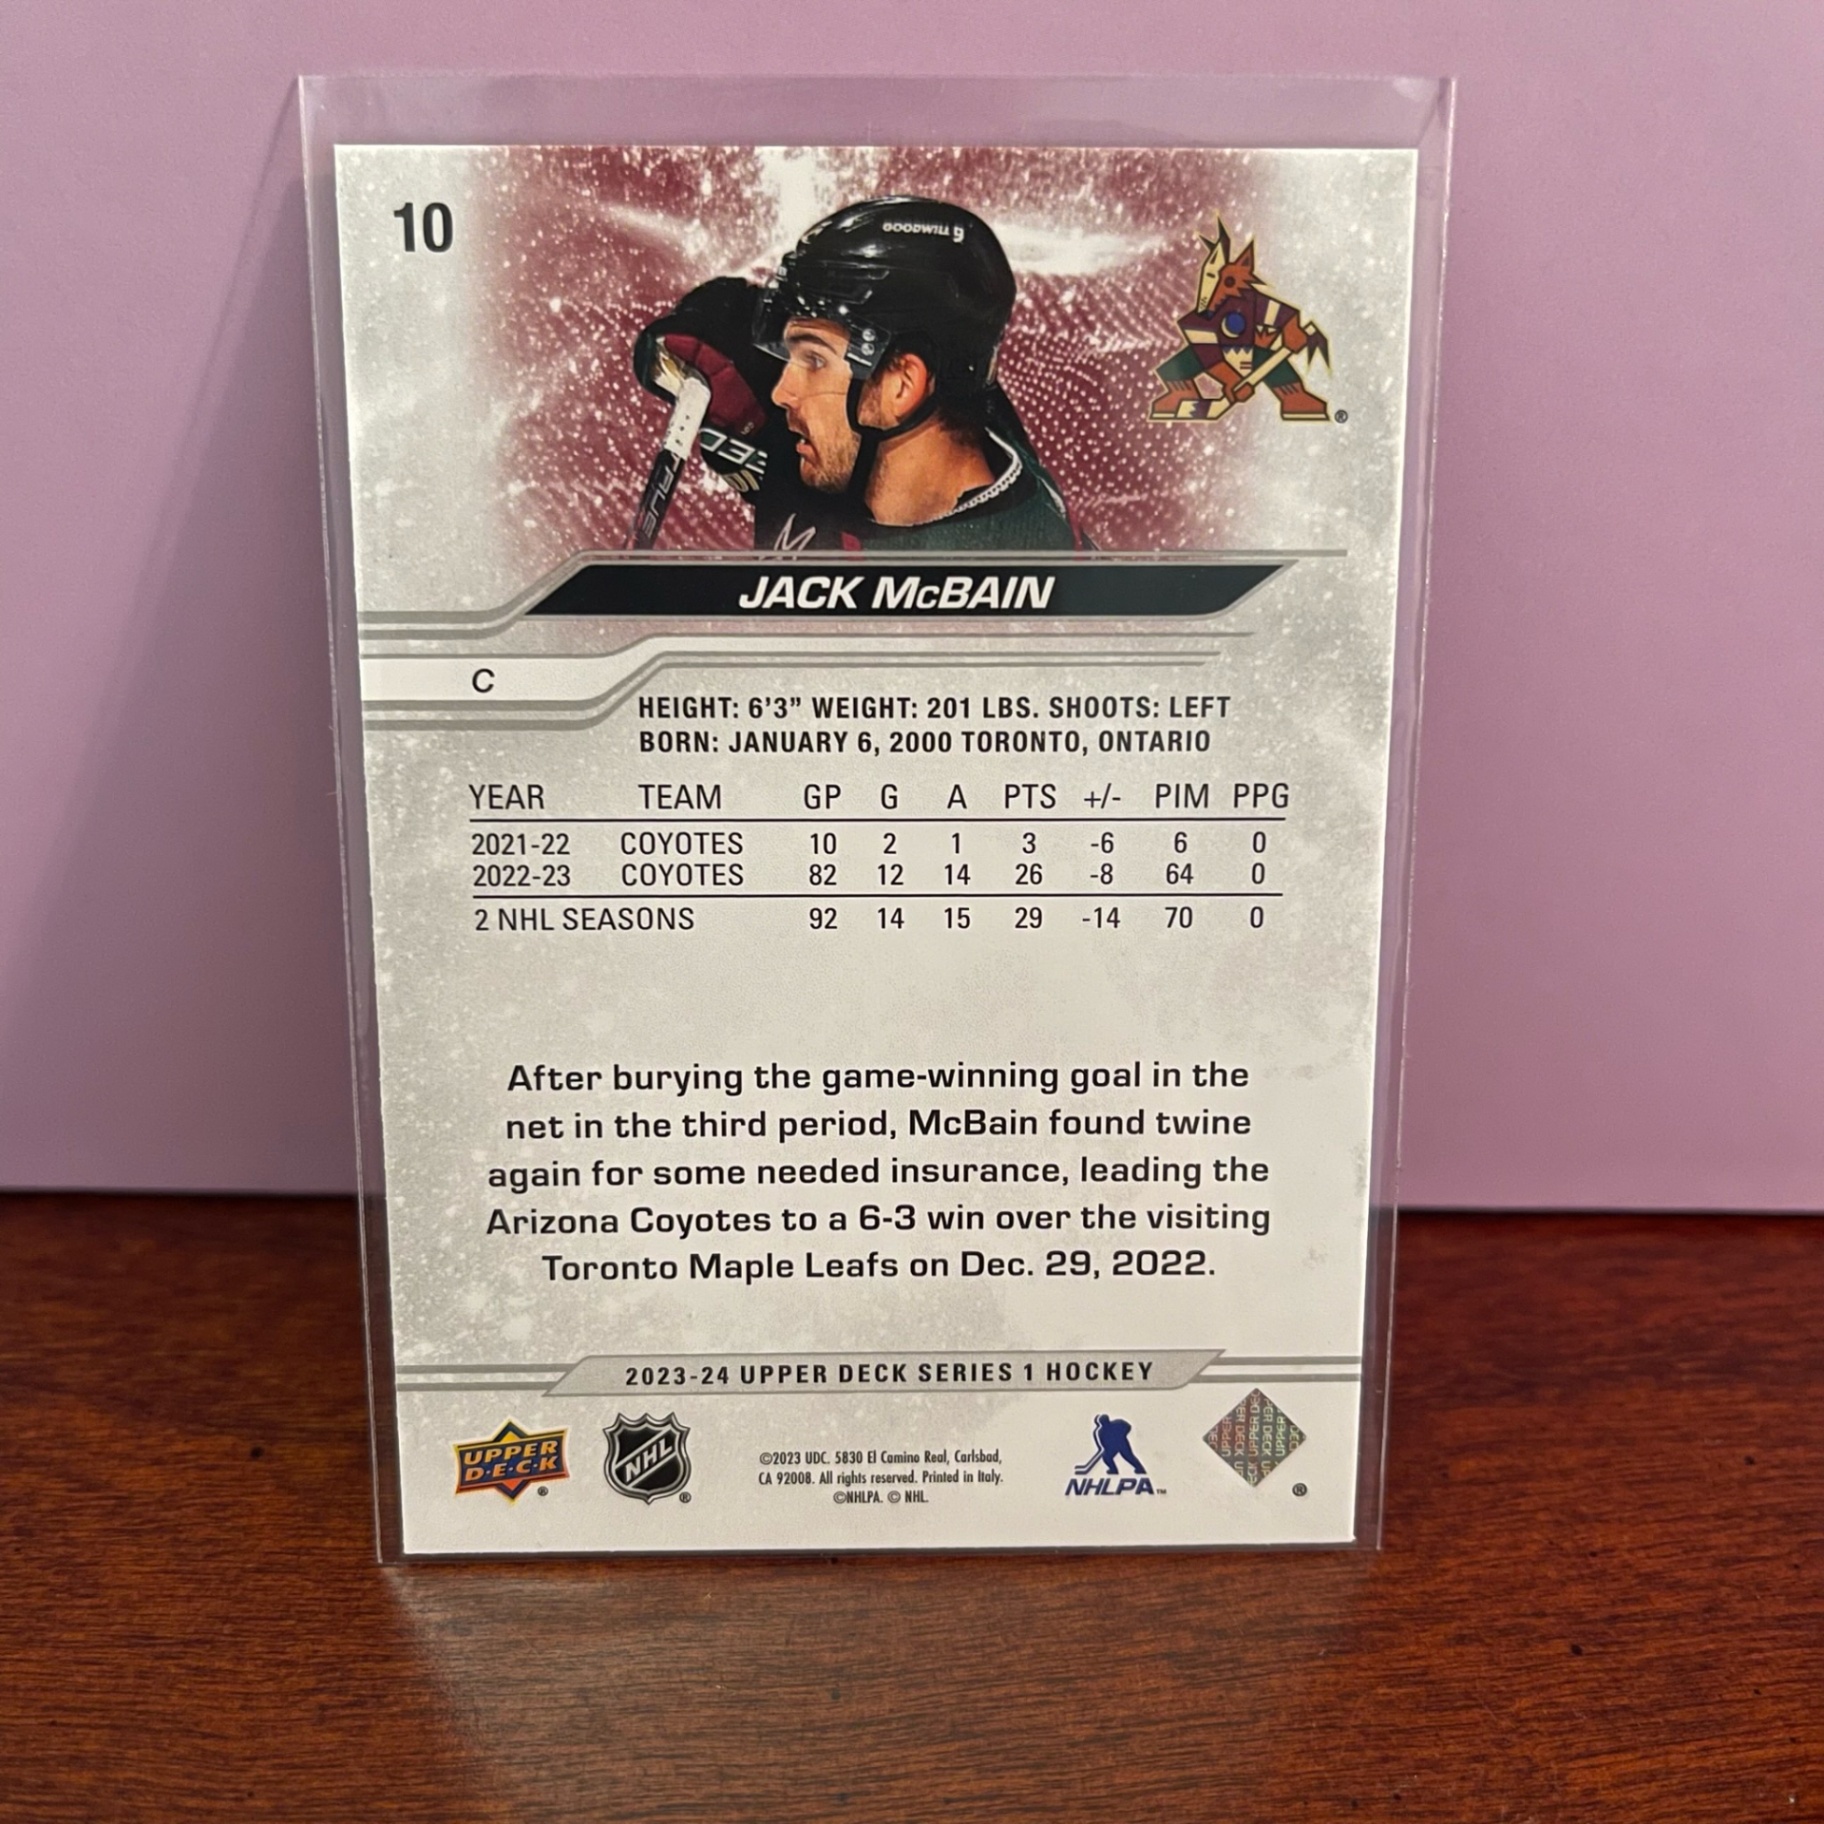 10
GOODWILL 9
JACK McBAIN
C
HEIGHT: 6'3” WEIGHT: 201 LBS. SHOOTS: LEFT
BORN: JANUARY 6, 2000 TORONTO, ONTARIO
YEAR TEAM GP G A PTS +/- PIM PPG
2021-22 COYOTES 10 2 1 3 -6 6 0
2022-23 COYOTES 82 12 14 26 -8 64 0
2 NHL SEASONS 92 14 15 29 -14 70 0
After burying the game-winning goal in the
net in the third period, McBain found twine
again for some needed insurance, leading the
Arizona Coyotes to a 6-3 win over the visiting
Toronto Maple Leafs on Dec. 29, 2022.
2023-24 UPPER DECK SERIES 1 HOCKEY
UPPER
D·E·C·K ®
NHL ®
©2023 UDC. 5830 El Camino Real, Carlsbad,
CA 92008. All rights reserved. Printed in Italy.
©NHLPA. © NHL.
NHLPA™
UPPER DECK
®